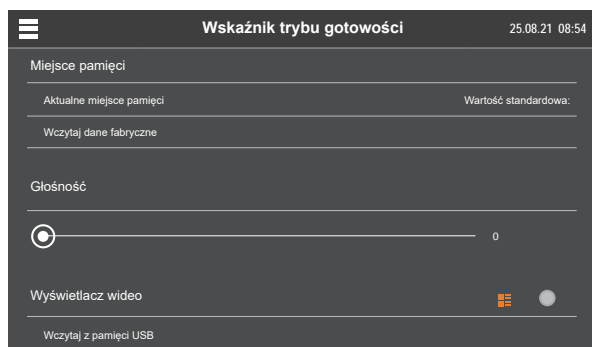 Wskaźnik trybu gotowości 25.08.21 08:54
Miejsce pamięci
Aktualne miejsce pamięci Wartość standardowa:
Wczytaj dane fabryczne
Głośność
0
Wyświetlacz wideo
Wczytaj z pamięci USB